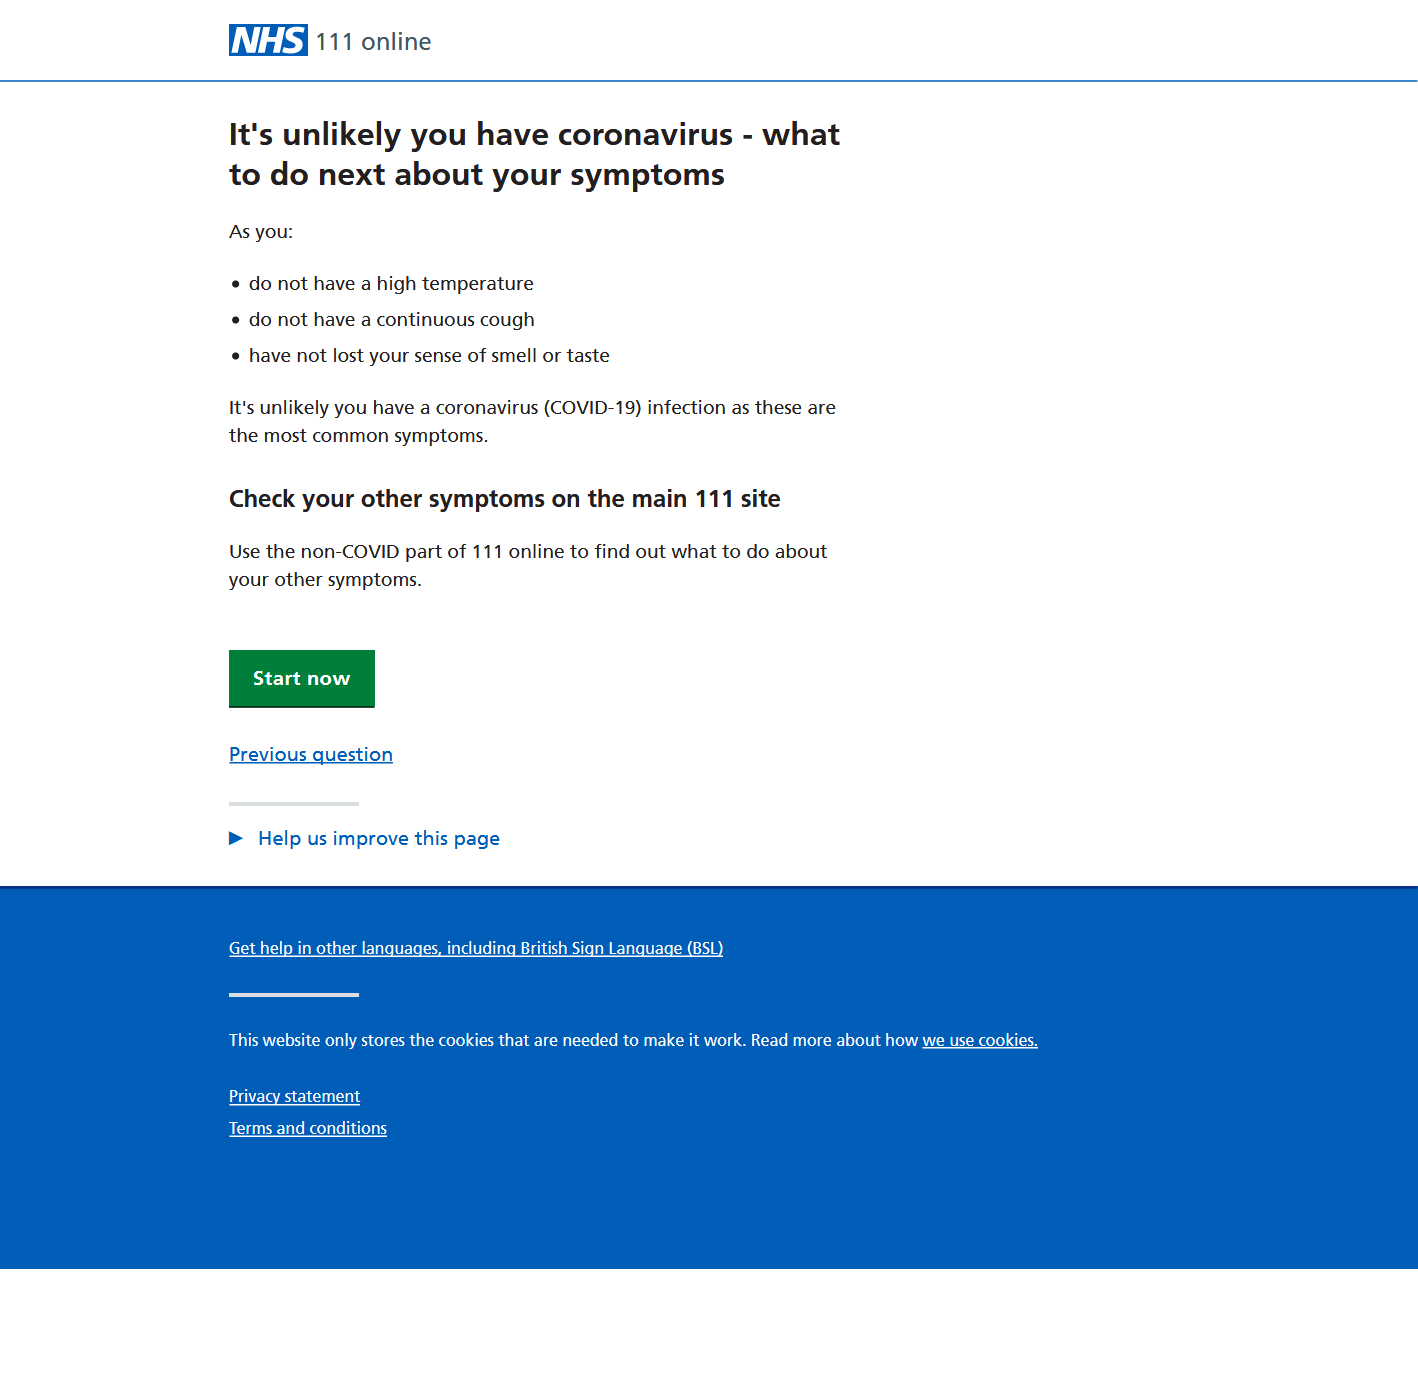 NHS 111 online
It's unlikely you have coronavirus - what
to do next about your symptoms
As you:
• do not have a high temperature
• do not have a continuous cough
• have not lost your sense of smell or taste
It's unlikely you have a coronavirus (COVID-19) infection as these are
the most common symptoms.
Check your other symptoms on the main 111 site
Use the non-COVID part of 111 online to find out what to do about
your other symptoms.
Start now
Previous question
Help us improve this page
Get help in other languages, including British Sign Language (BSL)
This website only stores the cookies that are needed to make it work. Read more about how we use cookies.
Privacy statement
Terms and conditions